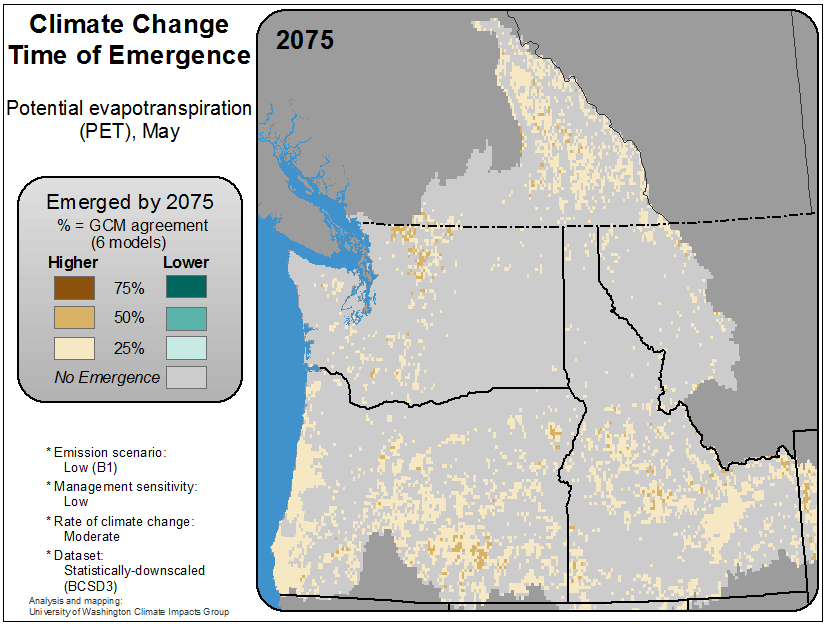 Climate Change
Time of Emergence
Potential evapotranspiration
(PET), May
2075
Emerged by 2075
% = GCM agreement
(6 models)
Higher Lower
75%
50%
25%
No Emergence
* Emission scenario:
Low (B1)
* Management sensitivity:
Low
* Rate of climate change:
Moderate
* Dataset:
Statistically-downscaled
(BCSD3)
Analysis and mapping:
University of Washington Climate Impacts Group